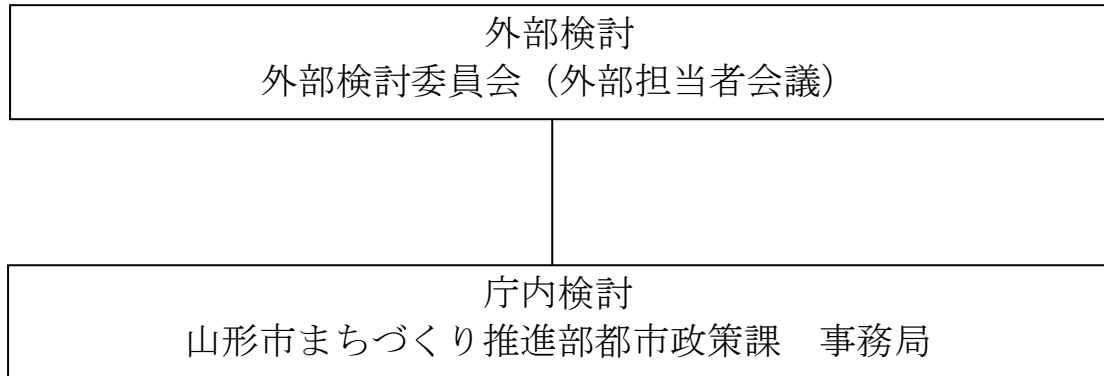 外部検討
外部検討委員会（外部担当者会議）
庁内検討
山形市まちづくり推進部都市政策課　事務局